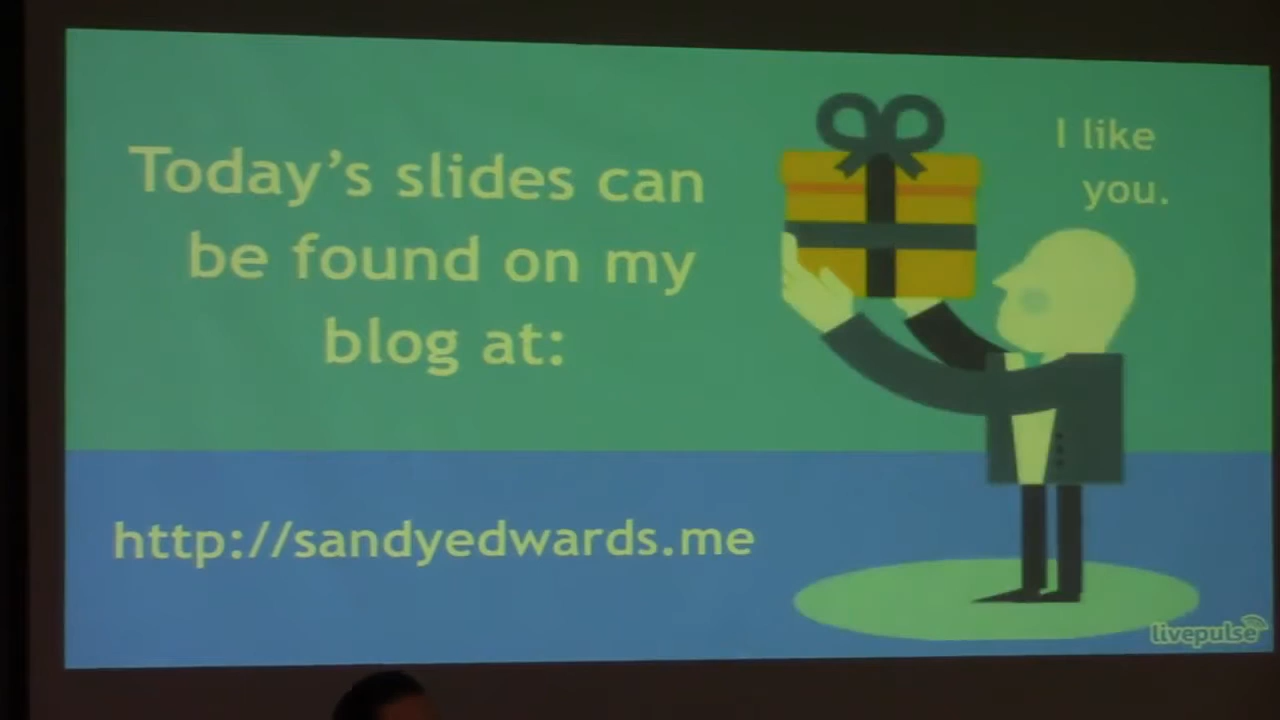 Today's slides can
be found on my
blog at:
I like
you.
http://sandyedwards.me
livepulse